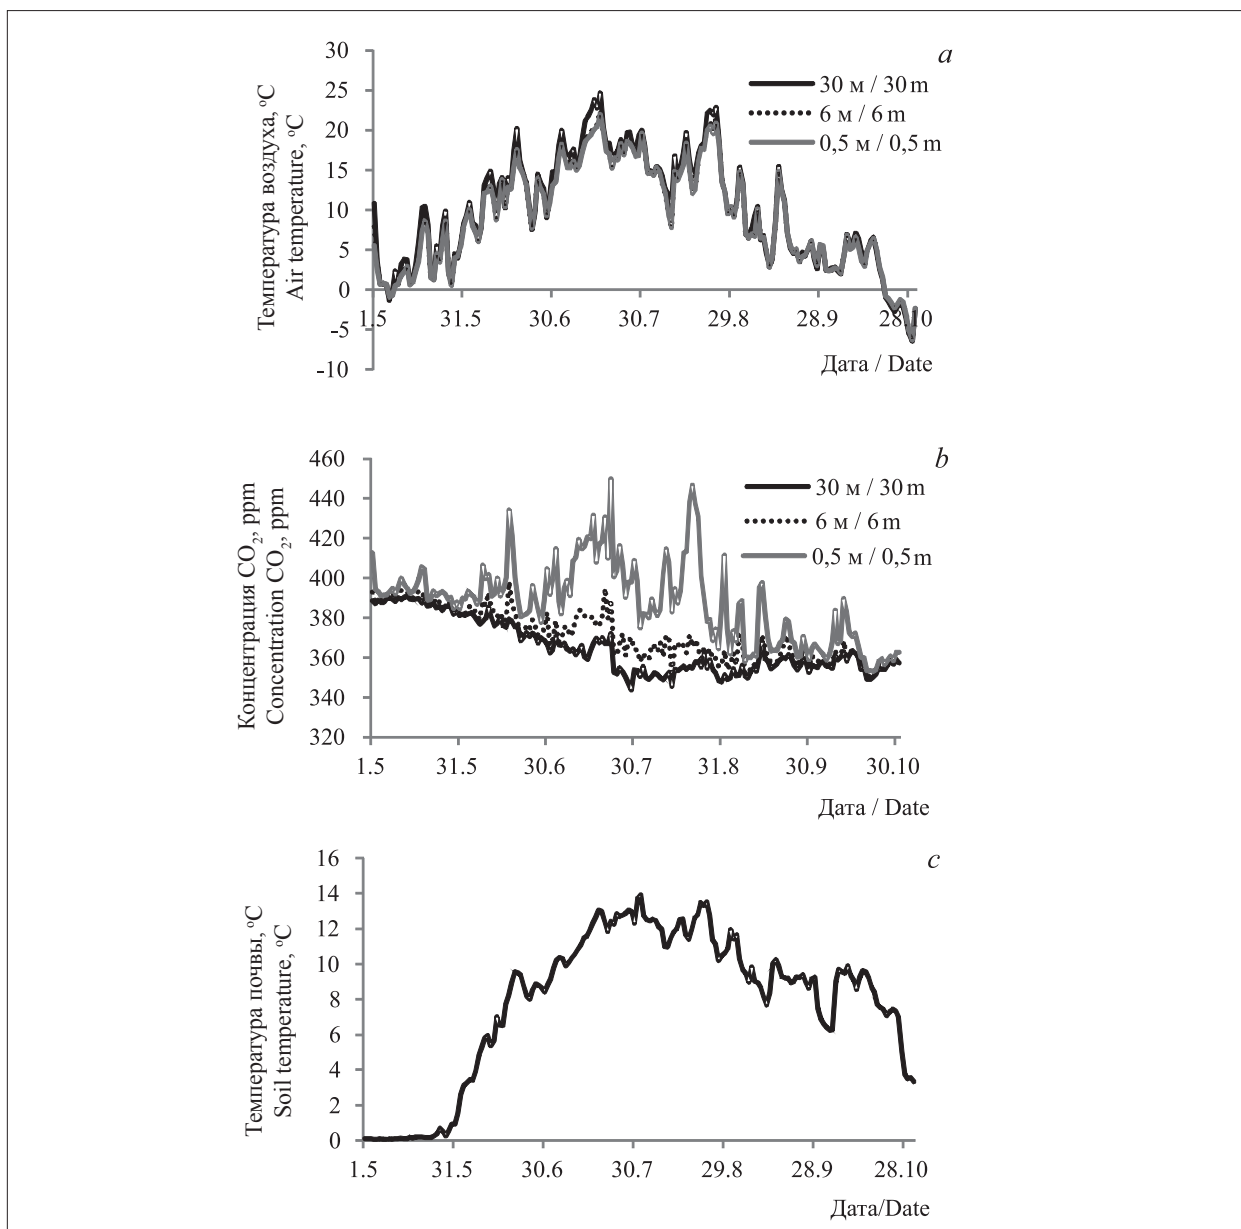 a
30
25
20
15
10
5
0
-5
-10
Температура воздуха, °C
Air temperature, °C
30 м / 30 m
6 м / 6 m
0,5 м / 0,5 m
1.5 31.5 30.6 30.7 29.8 28.9 28.10
Дата / Date
b
460
440
420
400
380
360
340
320
Концентрация CO₂, ppm
Concentration CO₂, ppm
30 м / 30 m
6 м / 6 m
0,5 м / 0,5 m
1.5 31.5 30.6 30.7 31.8 30.9 30.10
Дата / Date
c
16
14
12
10
8
6
4
2
0
Температура почвы, °C
Soil temperature, °C
1.5 31.5 30.6 30.7 29.8 28.9 28.10
Дата/Date